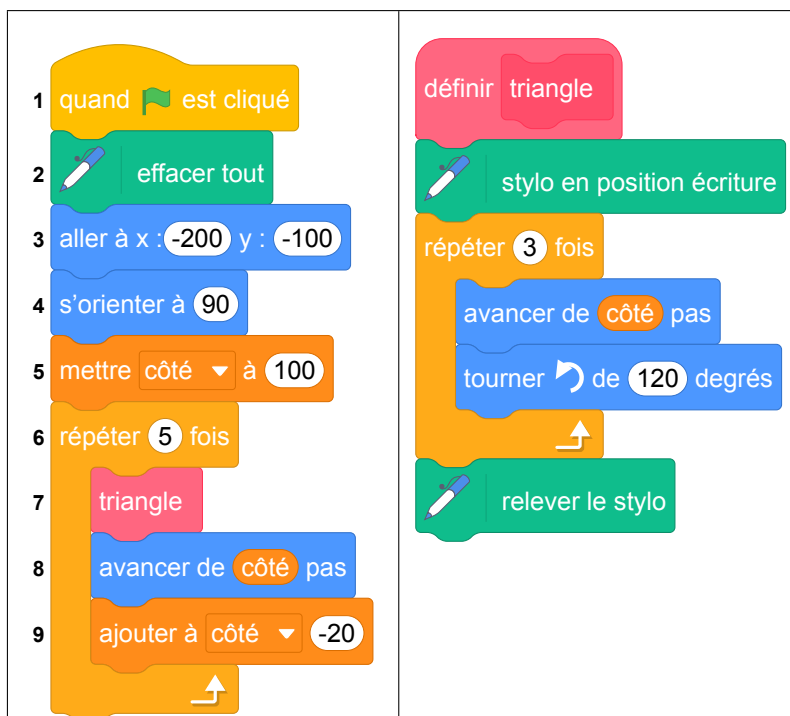 1 quand est cliqué
2 effacer tout
3 aller à x : -200 y : -100
4 s'orienter à 90
5 mettre côté à 100
6 répéter 5 fois
7 triangle
8 avancer de côté pas
9 ajouter à côté -20
définir triangle
stylo en position écriture
répéter 3 fois
avancer de côté pas
tourner de 120 degrés
relever le stylo